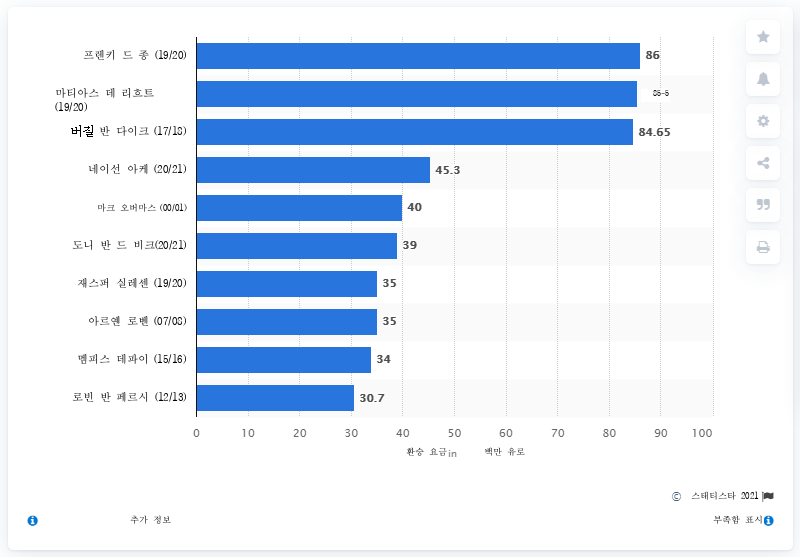 프렌키 드 종 (19/20)
86
마티아스 데 리흐트
(19/20)
85-5
버질 반 다이크 (17/18)
84.65
네이선 아케 (20/21)
45.3
마크 오버마스 (00/01)
40
도니 반 드 비크(20/21)
39
재스퍼 실레센 (19/20)
35
아르옌 로벤 (07/08)
35
멤피스 데파이 (15/16)
34
로빈 반 페르시 (12/13)
30.7
0 10 20 30 40 50 60 70 80 90 100
환승 요금in 백만 유로
© 스태티스타 2021
추가 정보 부족함 표시